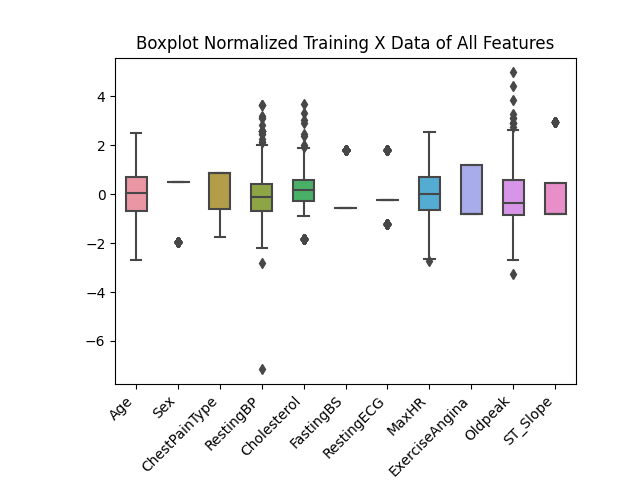 Boxplot Normalized Training X Data of All Features
4
2
0
−2
−4
−6
Age
Sex
ChestPainType
RestingBP
Cholesterol
FastingBS
RestingECG
MaxHR
ExerciseAngina
Oldpeak
ST_Slope